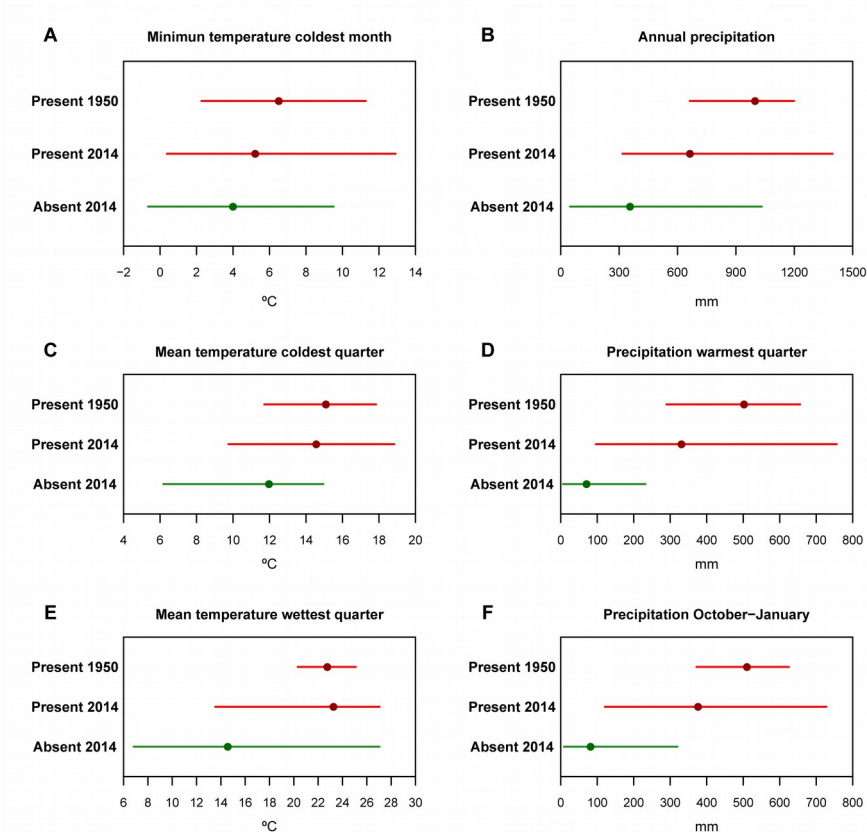 A Minimun temperature coldest month
Present 1950
Present 2014
Absent 2014
−2 0 2 4 6 8 10 12 14
ºC
B Annual precipitation
Present 1950
Present 2014
Absent 2014
0 300 600 900 1200 1500
mm
C Mean temperature coldest quarter
Present 1950
Present 2014
Absent 2014
4 6 8 10 12 14 16 18 20
ºC
D Precipitation warmest quarter
Present 1950
Present 2014
Absent 2014
0 100 200 300 400 500 600 700 800
mm
E Mean temperature wettest quarter
Present 1950
Present 2014
Absent 2014
6 8 10 12 14 16 18 20 22 24 26 28 30
ºC
F Precipitation October−January
Present 1950
Present 2014
Absent 2014
0 100 200 300 400 500 600 700 800
mm